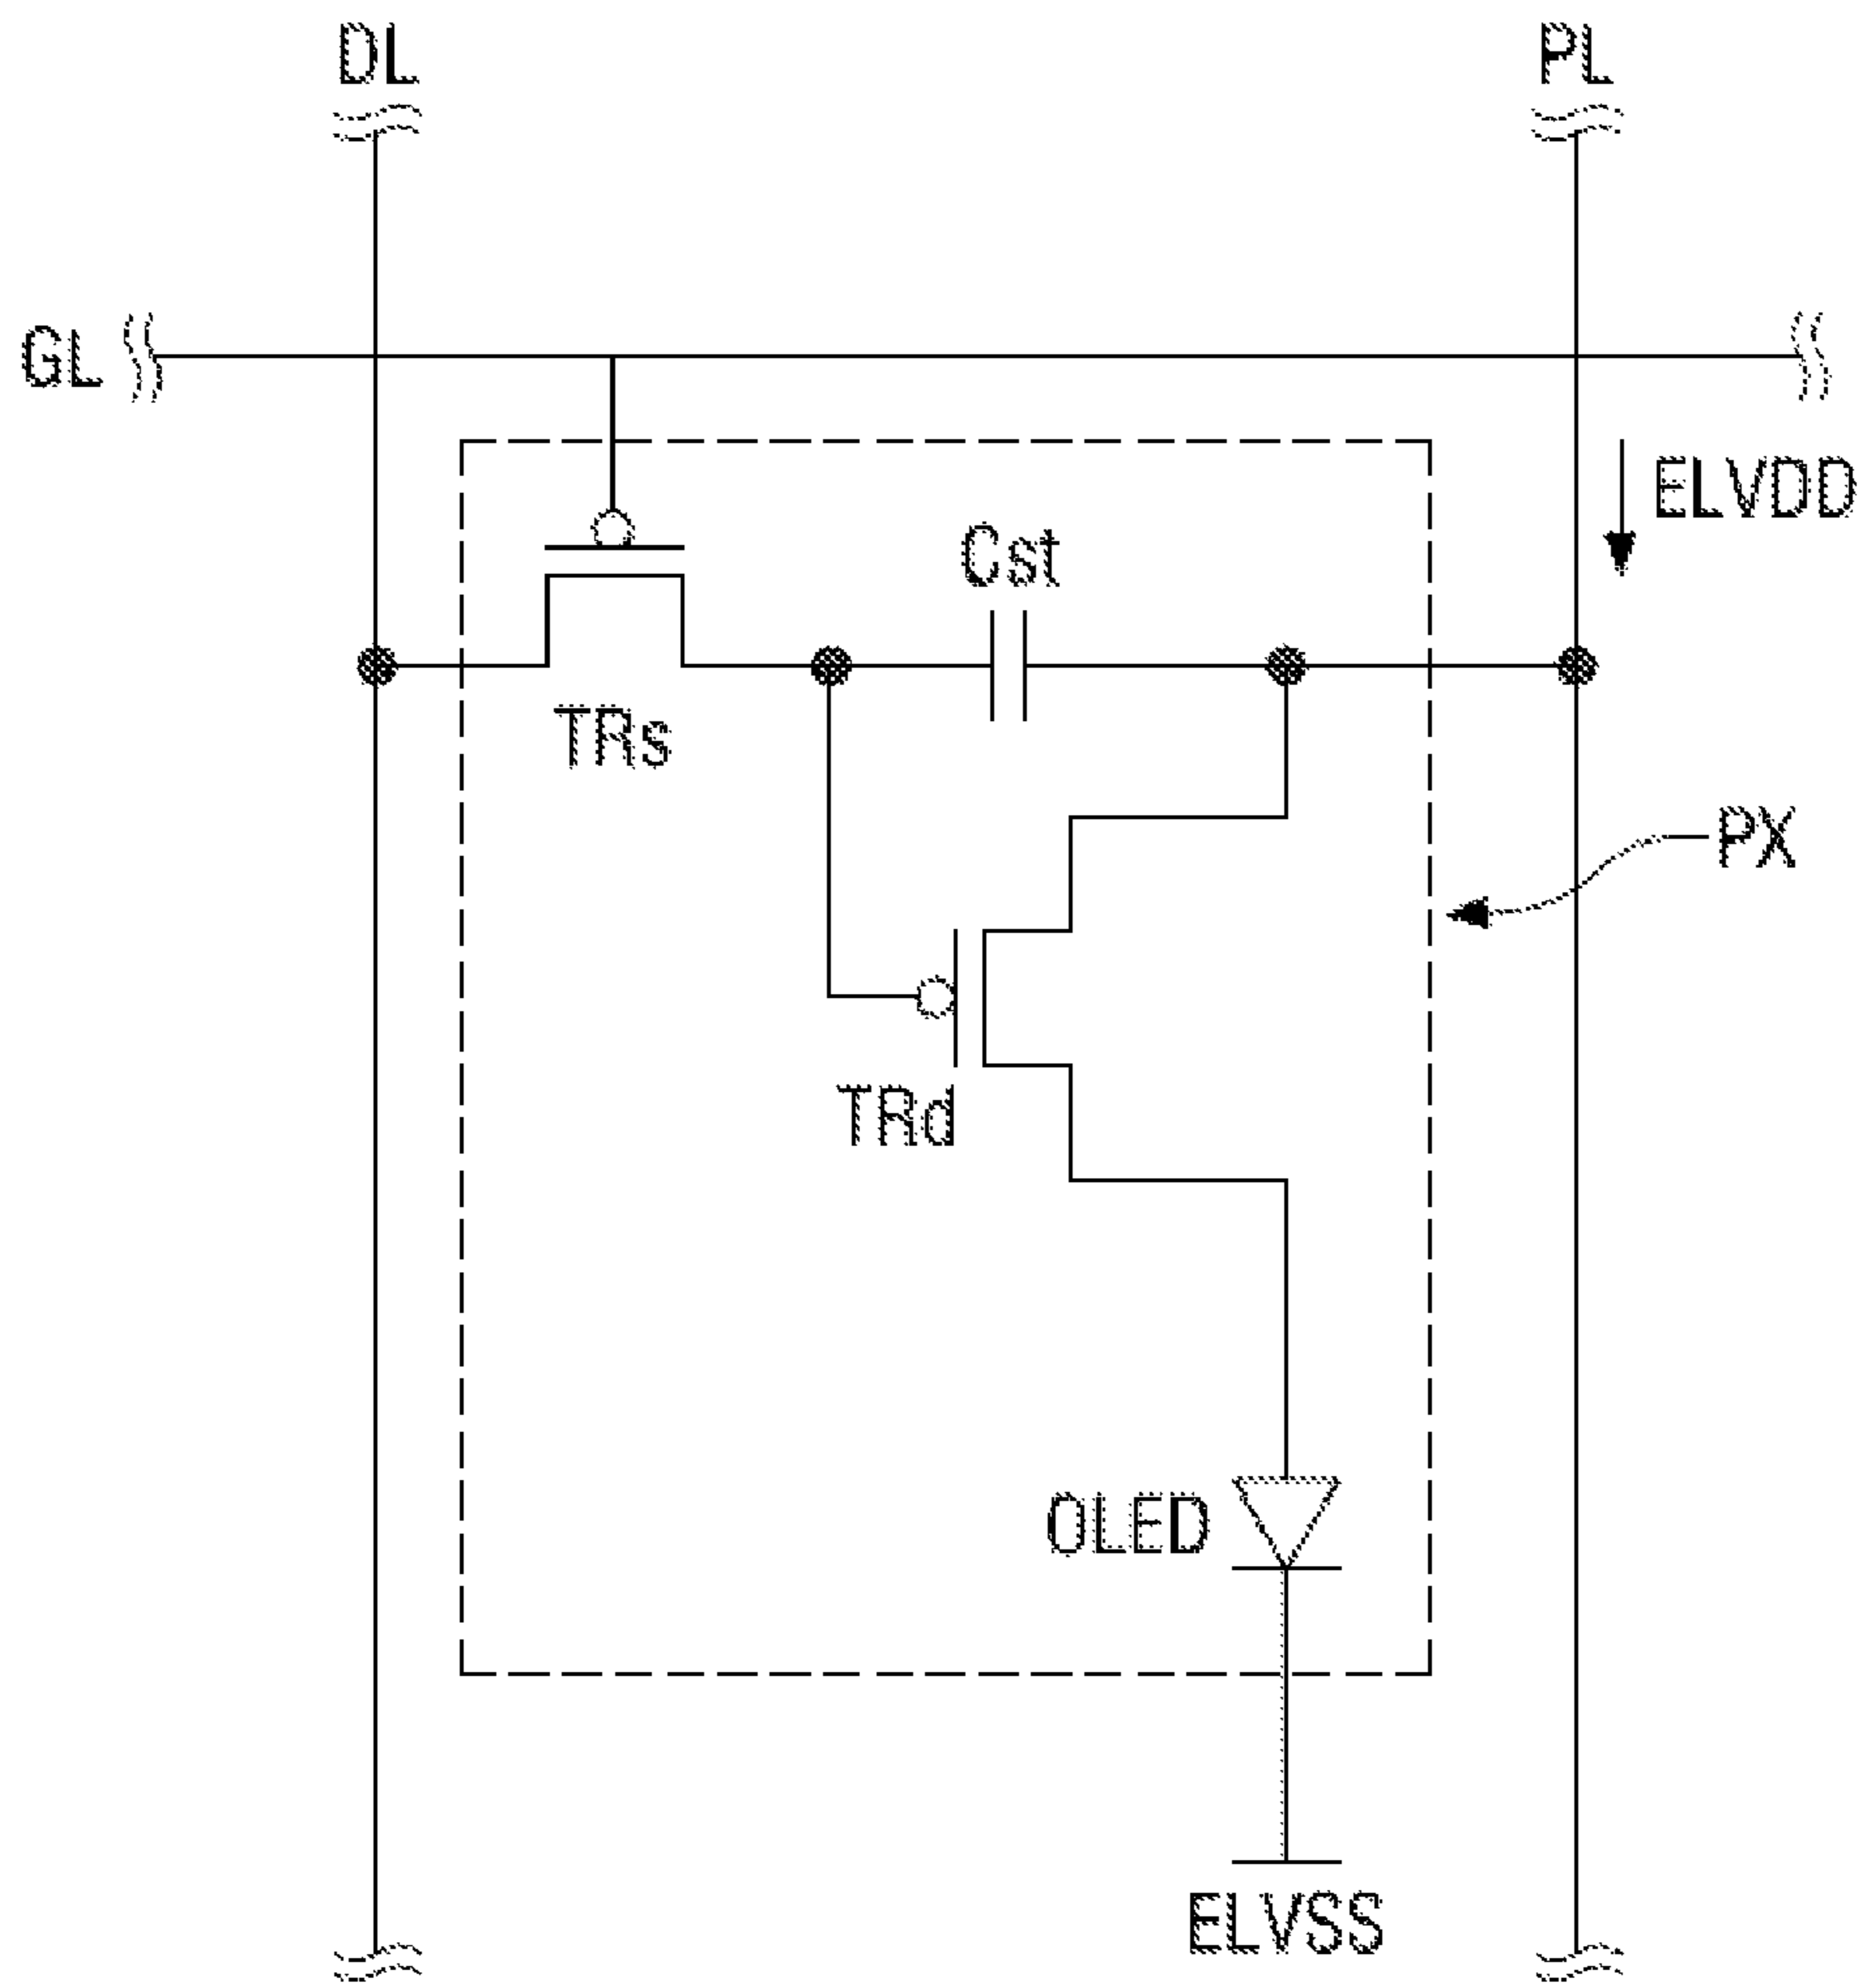 DL
PL
GL
ELVDD
Cst
TRs
PX
TRd
OLED
ELVSS